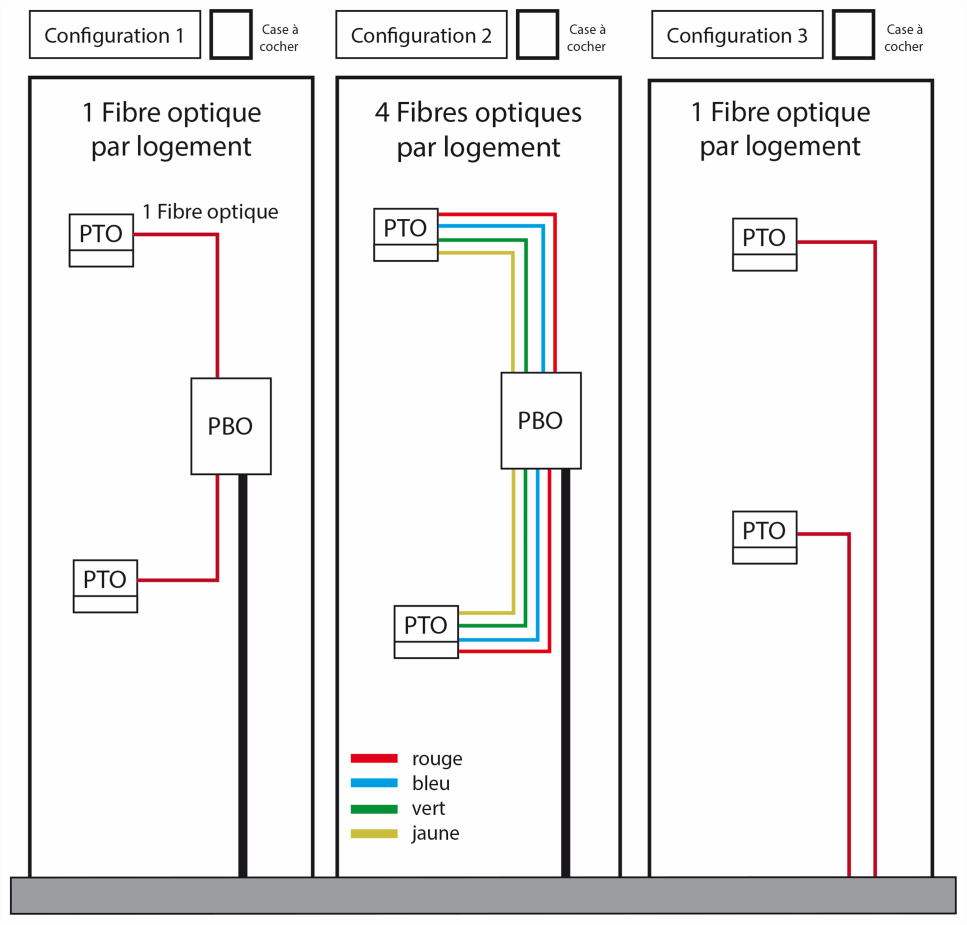 Configuration 1
Case à
cocher
Configuration 2
Case à
cocher
Configuration 3
Case à
cocher
1 Fibre optique
par logement
4 Fibres optiques
par logement
1 Fibre optique
par logement
PTO
1 Fibre optique
PBO
PTO
PTO
PBO
PTO
rouge
bleu
vert
jaune
PTO
PTO